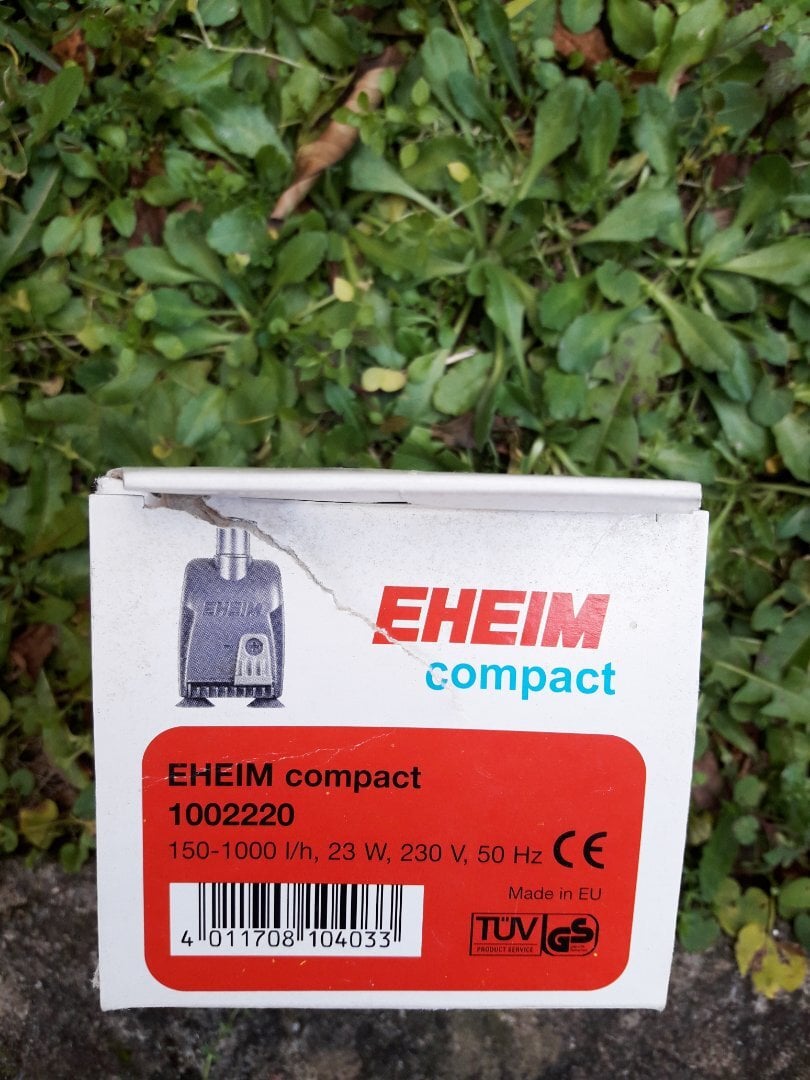 EHEIM
EHEIM
compact
EHEIM compact
1002220
150-1000 l/h, 23 W, 230 V, 50 Hz CE
Made in EU
4 011708 104033
TÜV
PRODUCT SERVICE
GS